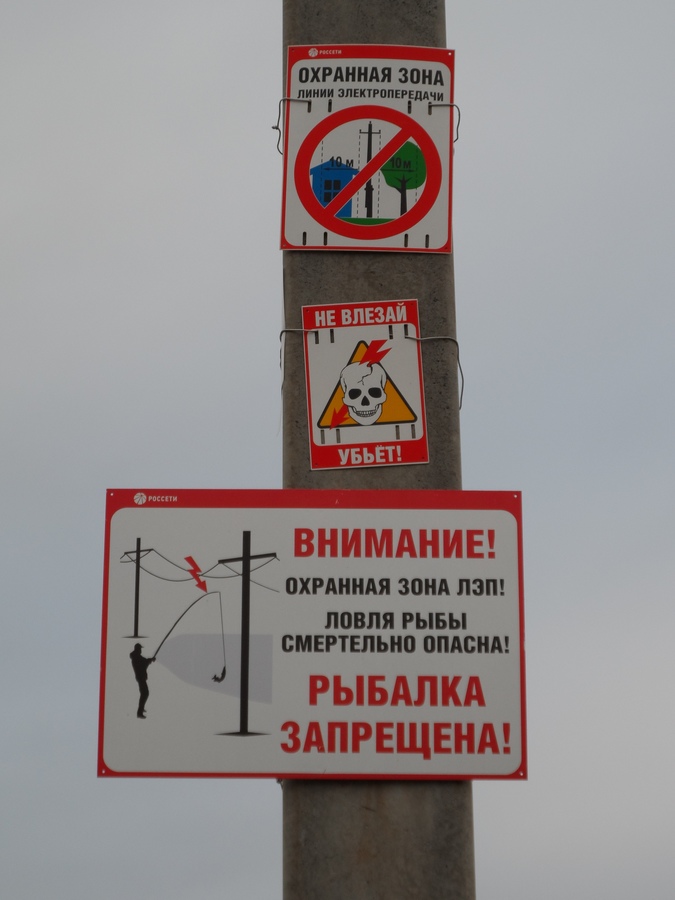 РОССЕТИ
ОХРАННАЯ ЗОНА
ЛИНИИ ЭЛЕКТРОПЕРЕДАЧИ
10 м 10 м
НЕ ВЛЕЗАЙ
УБЬЁТ!
РОССЕТИ
ВНИМАНИЕ!
ОХРАННАЯ ЗОНА ЛЭП!
ЛОВЛЯ РЫБЫ
СМЕРТЕЛЬНО ОПАСНА!
РЫБАЛКА
ЗАПРЕЩЕНА!